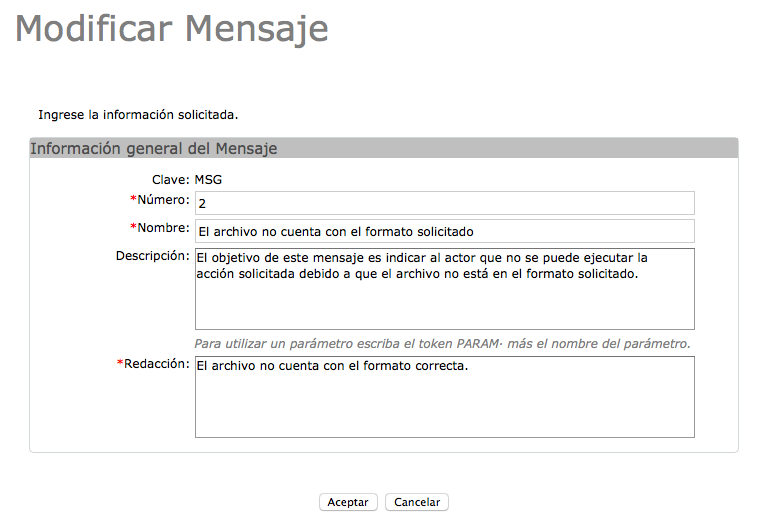 Modificar Mensaje
Ingrese la información solicitada.
Información general del Mensaje
Clave: MSG
*Número: 2
*Nombre: El archivo no cuenta con el formato solicitado
Descripción: El objetivo de este mensaje es indicar al actor que no se puede ejecutar la
acción solicitada debido a que el archivo no está en el formato solicitado.
Para utilizar un parámetro escriba el token PARAM· más el nombre del parámetro.
*Redacción: El archivo no cuenta con el formato correcta.
Aceptar Cancelar